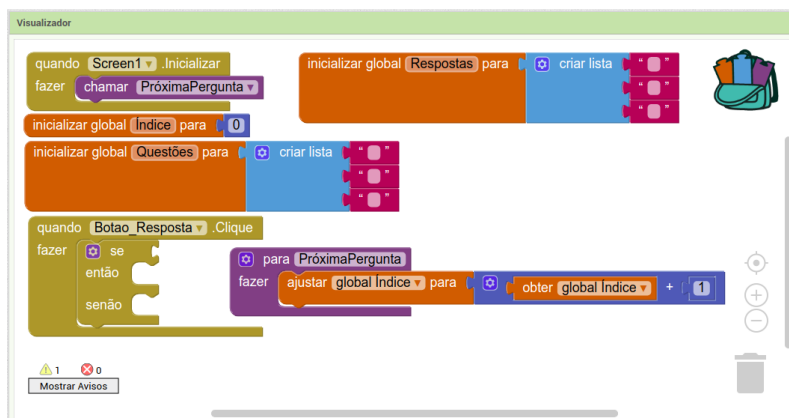 Visualizador
quando Screen1 .Inicializar
fazer chamar PróximaPergunta
inicializar global Respostas para criar lista " "
" "
" "
inicializar global Índice para 0
inicializar global Questões para criar lista " "
" "
" "
quando Botao_Resposta .Clique
fazer se
então
senão
para PróximaPergunta
fazer ajustar global Índice para obter global Índice + 1
1 0
Mostrar Avisos